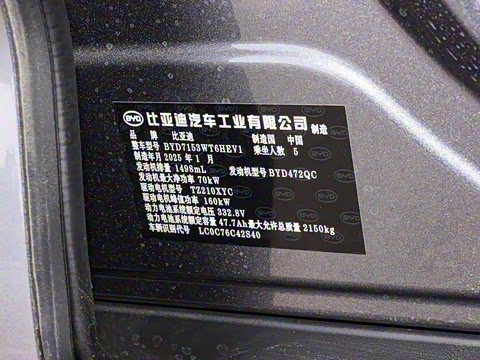 BYD 比亚迪汽车工业有限公司 制造
品 牌 比亚迪 制造国 中国
整车型号 BYD7153WT6HEV1 乘坐人数 5
制造年月 2025 年 1 月
发动机排量 1498mL 发动机型号 BYD472QC
发动机最大净功率 70kW
驱动电机型号 TZ210XYC
驱动电机峰值功率 160kW
动力电池系统额定电压 332.8V
动力电池系统额定容量 47.7Ah 最大允许总质量 2150kg
车辆识别代号 LC0C76C42S40